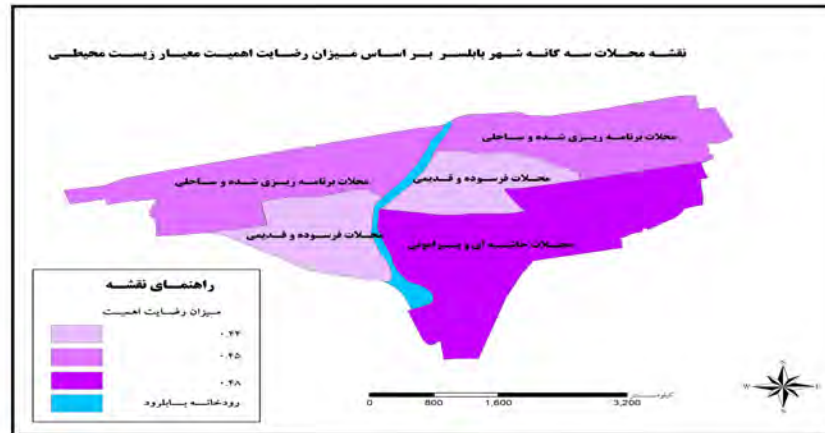 نقشه محلات سه گانه شهر بابلسر بر اساس میزان رضایت اهمیت معیار زیست محیطی
محلات برنامه ریزی شده و ساحلی
محلات فرسوده و قدیمی
محلات برنامه ریزی شده و ساحلی
محلات فرسوده و قدیمی
محلات حاشیه ای و پیرامونی
راهنمای نقشه
میزان رضایت اهمیت
۰.۴۵
۰.۴۸
رودخانه بابلرود
کیلومتر
0 800 1,600 3,200
N
W E
S